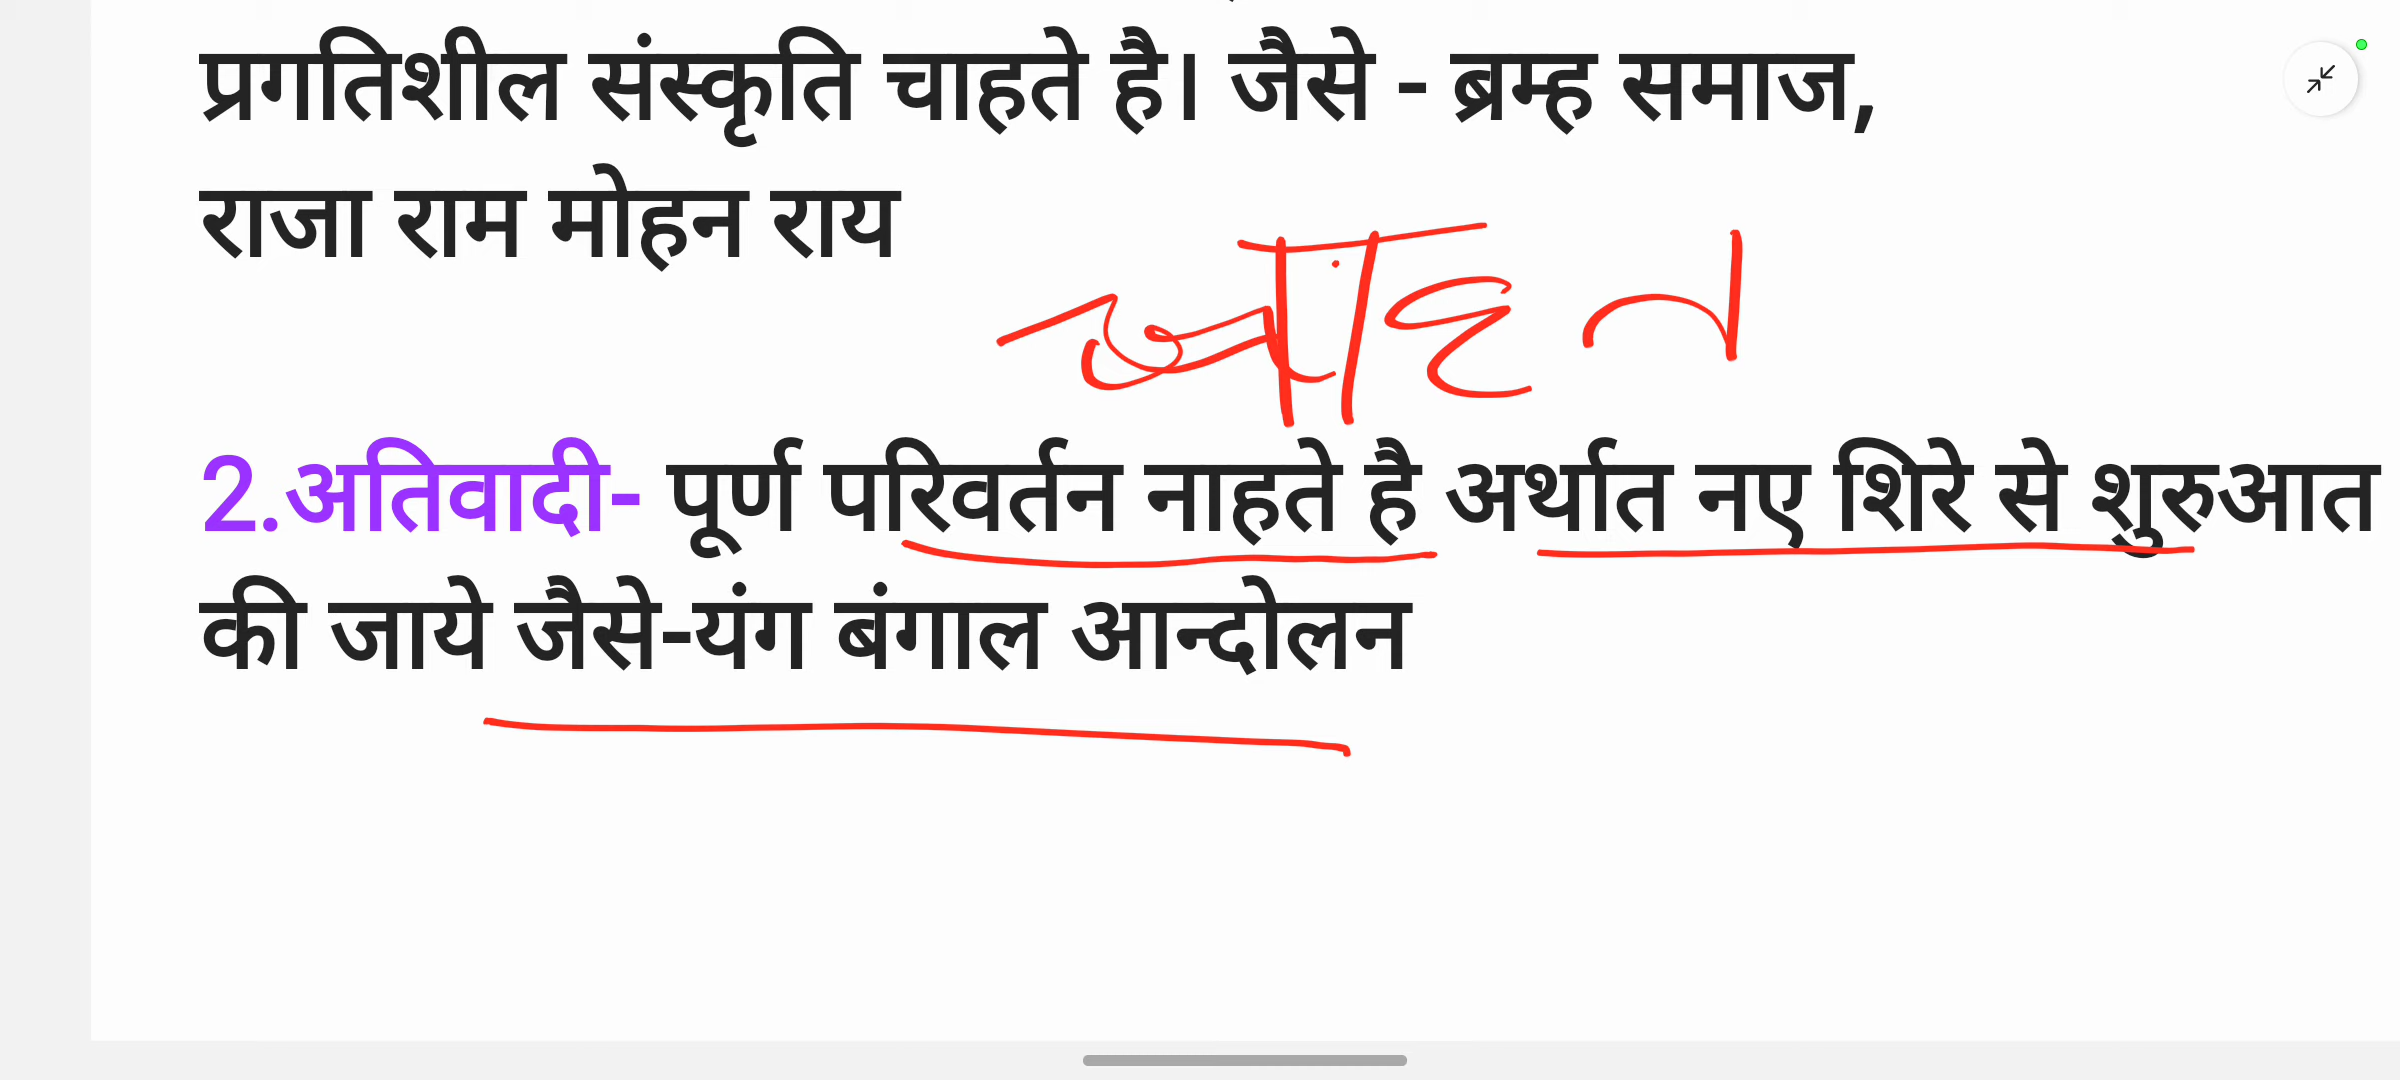 प्रगतिशील संस्कृति चाहते है। जैसे - ब्रम्ह समाज,
राजा राम मोहन राय
2.अतिवादी- पूर्ण परिवर्तन नाहते है अर्थात नए शिरे से शुरुआत
की जाये जैसे-यंग बंगाल आन्दोलन